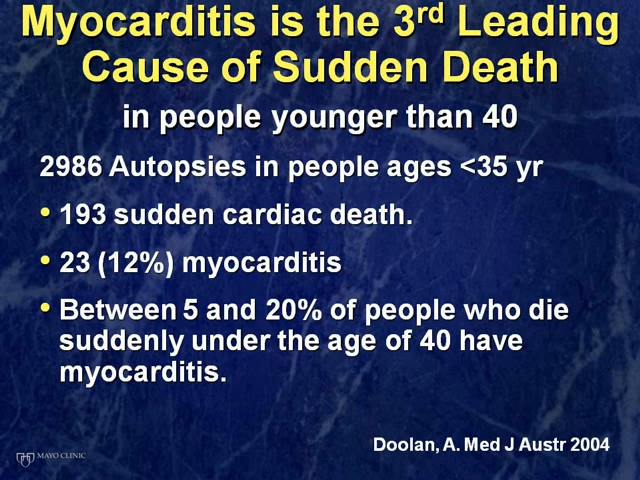 Myocarditis is the 3rd Leading
Cause of Sudden Death
in people younger than 40
2986 Autopsies in people ages <35 yr
• 193 sudden cardiac death.
• 23 (12%) myocarditis
• Between 5 and 20% of people who die
suddenly under the age of 40 have
myocarditis.
Doolan, A. Med J Austr 2004
MAYO CLINIC